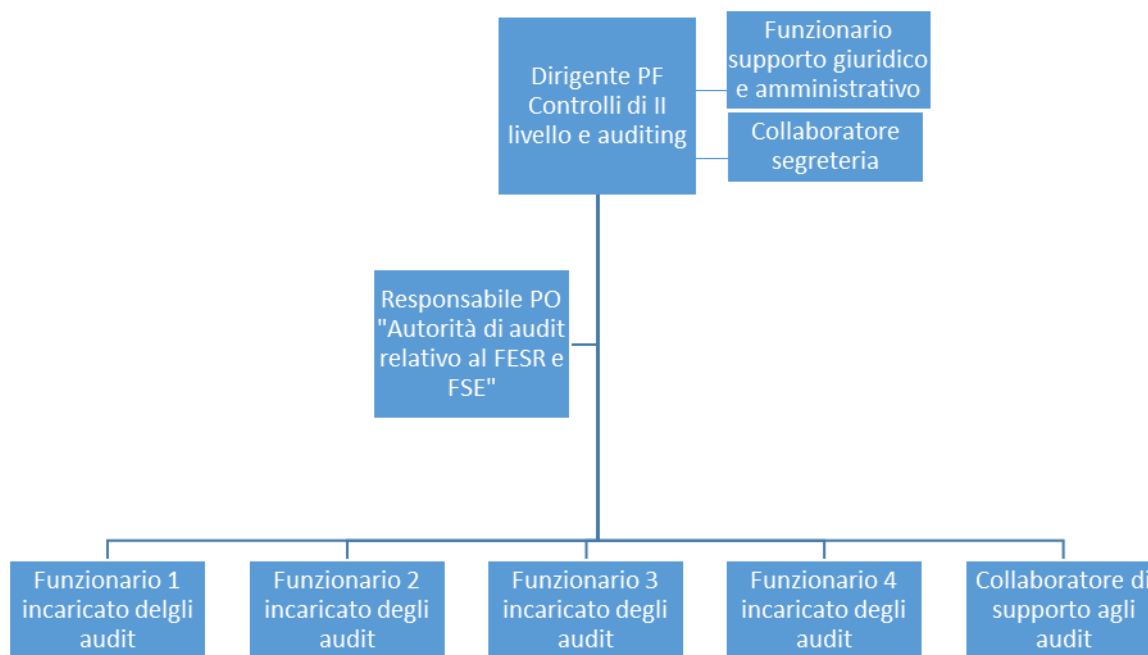 Dirigente PF
Controlli di II
livello e auditing
Funzionario
supporto giuridico
e amministrativo
Collaboratore
segreteria
Responsabile PO
"Autorità di audit
relativo al FESR e
FSE"
Funzionario 1
incaricato delgli
audit
Funzionario 2
incaricato degli
audit
Funzionario 3
incaricato degli
audit
Funzionario 4
incaricato degli
audit
Collaboratore di
supporto agli
audit